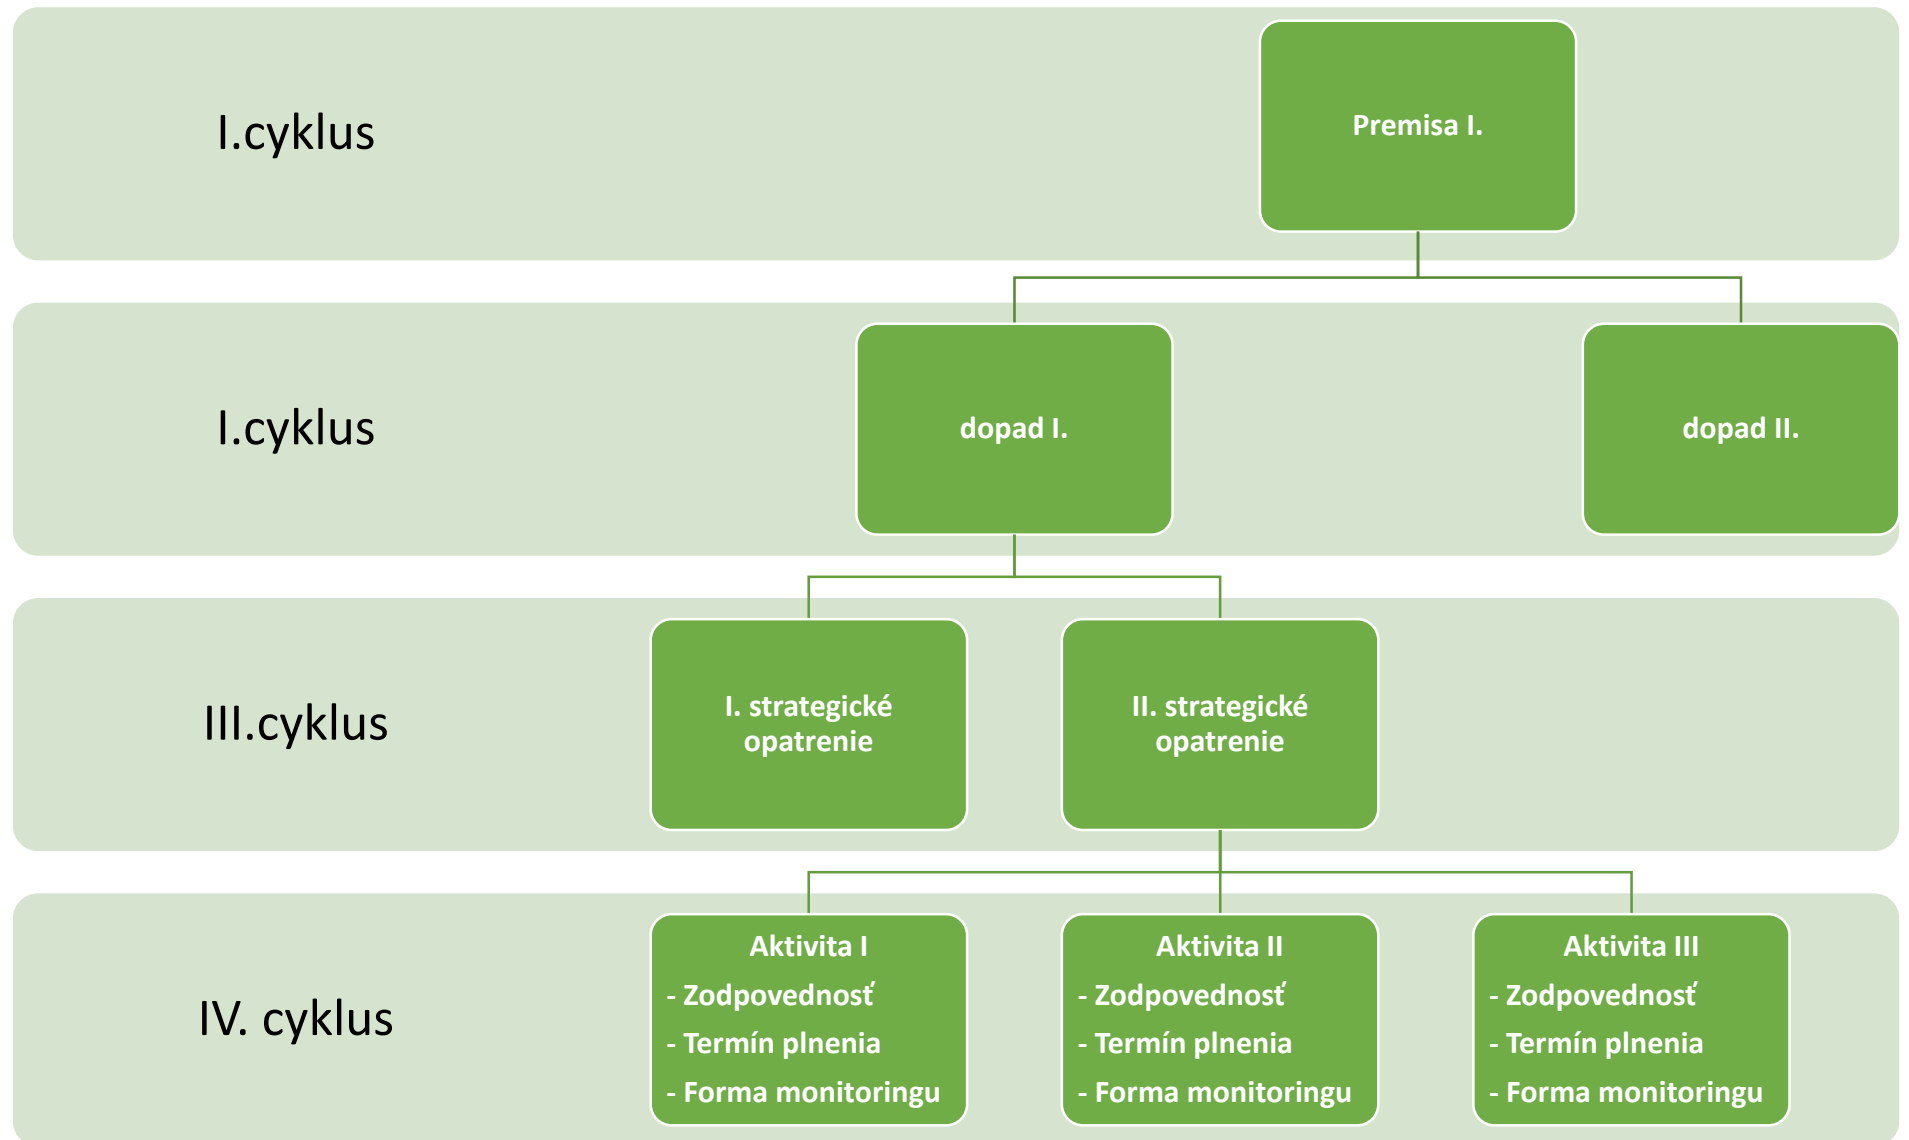 I.cyklus
Premisa I.
I.cyklus
dopad I.
dopad II.
III.cyklus
I. strategické
opatrenie
II. strategické
opatrenie
IV. cyklus
Aktivita I
- Zodpovednosť
- Termín plnenia
- Forma monitoringu
Aktivita II
- Zodpovednosť
- Termín plnenia
- Forma monitoringu
Aktivita III
- Zodpovednosť
- Termín plnenia
- Forma monitoringu